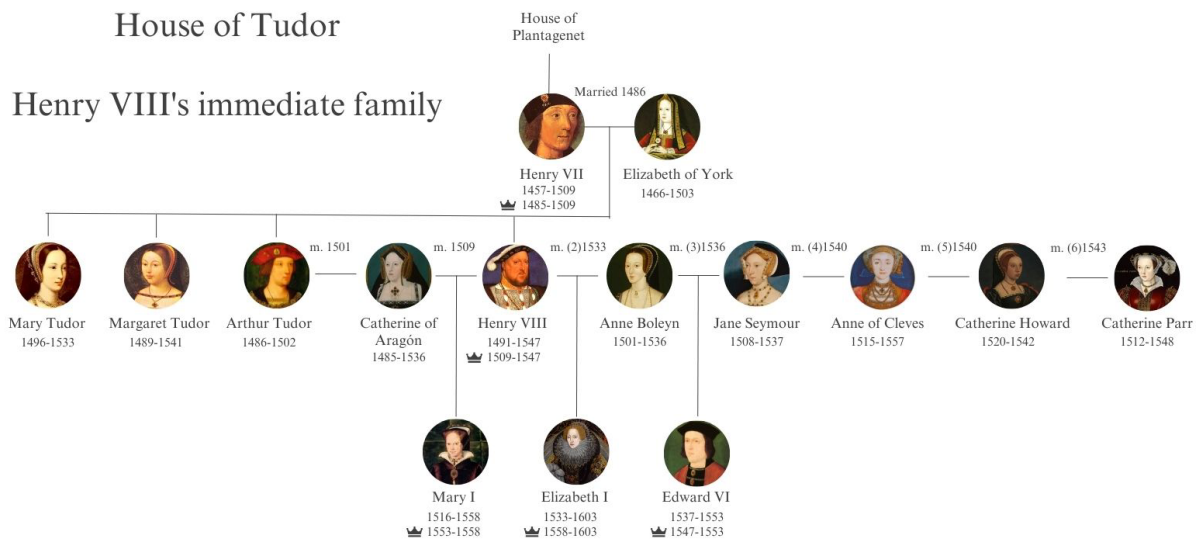 House of Tudor
House of
Plantagenet
Henry VIII's immediate family
Married 1486
Henry VII
1457-1509
1485-1509
Elizabeth of York
1466-1503
m. 1501
m. 1509
m. (2)1533
m. (3)1536
m. (4)1540
m. (5)1540
m. (6)1543
Mary Tudor
1496-1533
Margaret Tudor
1489-1541
Arthur Tudor
1486-1502
Catherine of
Aragón
1485-1536
Henry VIII
1491-1547
1509-1547
Anne Boleyn
1501-1536
Jane Seymour
1508-1537
Anne of Cleves
1515-1557
Catherine Howard
1520-1542
Catherine Parr
1512-1548
Mary I
1516-1558
1553-1558
Elizabeth I
1533-1603
1558-1603
Edward VI
1537-1553
1547-1553